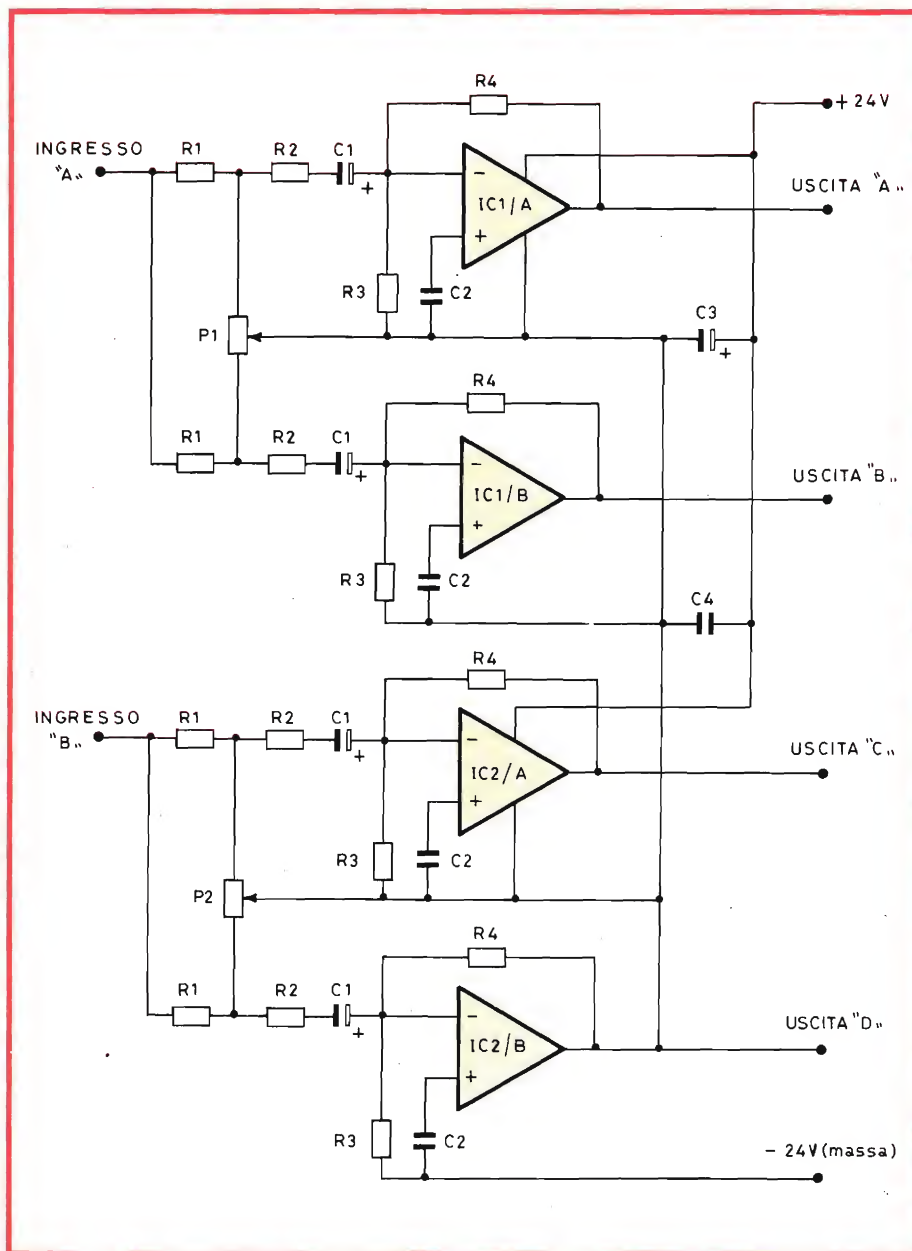 R4
+ 24V
INGRESSO
"A"
R1
R2
C1
+
−
IC1/A
+
USCITA "A"
R3
C2
P1
C3
+
R4
R1
R2
C1
+
−
IC1/B
+
USCITA "B"
R3
C2
C4
R4
INGRESSO
"B"
R1
R2
C1
+
−
IC2/A
+
USCITA "C"
R3
C2
P2
R4
R1
R2
C1
+
−
IC2/B
+
USCITA "D"
R3
C2
− 24V (massa)